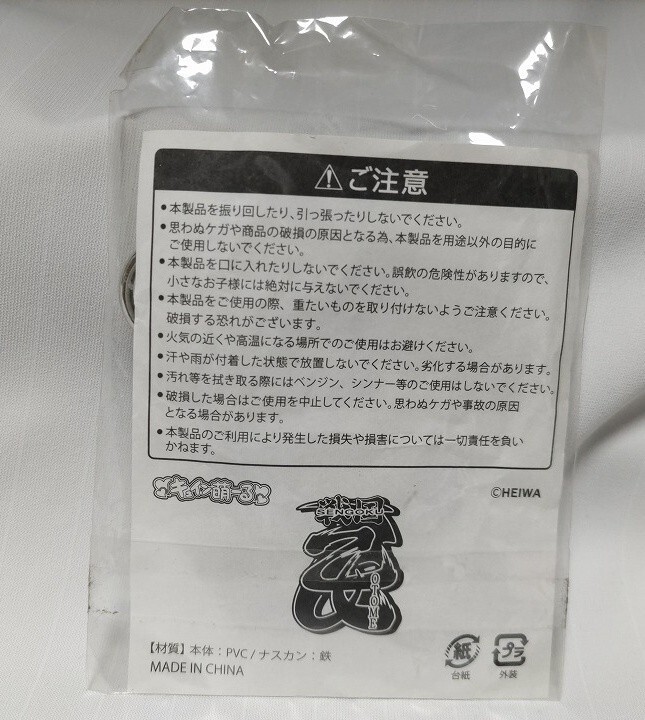 ご注意
●本製品を振り回したり、引っ張ったりしないでください。
●思わぬケガや商品の破損の原因となる為、本製品を用途以外の目的に
ご使用しないでください。
●本製品を口に入れたりしないでください。誤飲の危険性がありますので、
小さなお子様には絶対に与えないでください。
●本製品をご使用の際、重たいものを取り付けないようご注意ください。
破損する恐れがございます。
●火気の近くや高温になる場所でのご使用はお避けください。
●汗や雨が付着した状態で放置しないでください。劣化する場合があります。
●汚れ等を拭き取る際にはベンジン、シンナー等のご使用はしないでください。
●破損した場合はご使用を中止してください。思わぬケガや事故の原因
となる場合があります。
●本製品のご利用により発生した損失や損害については一切責任を負い
かねます。
キュイン萌～る
©HEIWA
戦国
SENGOKU
乙女
OTOME
【材質】本体：PVC / ナスカン：鉄
MADE IN CHINA
紙
台紙
プラ
外装